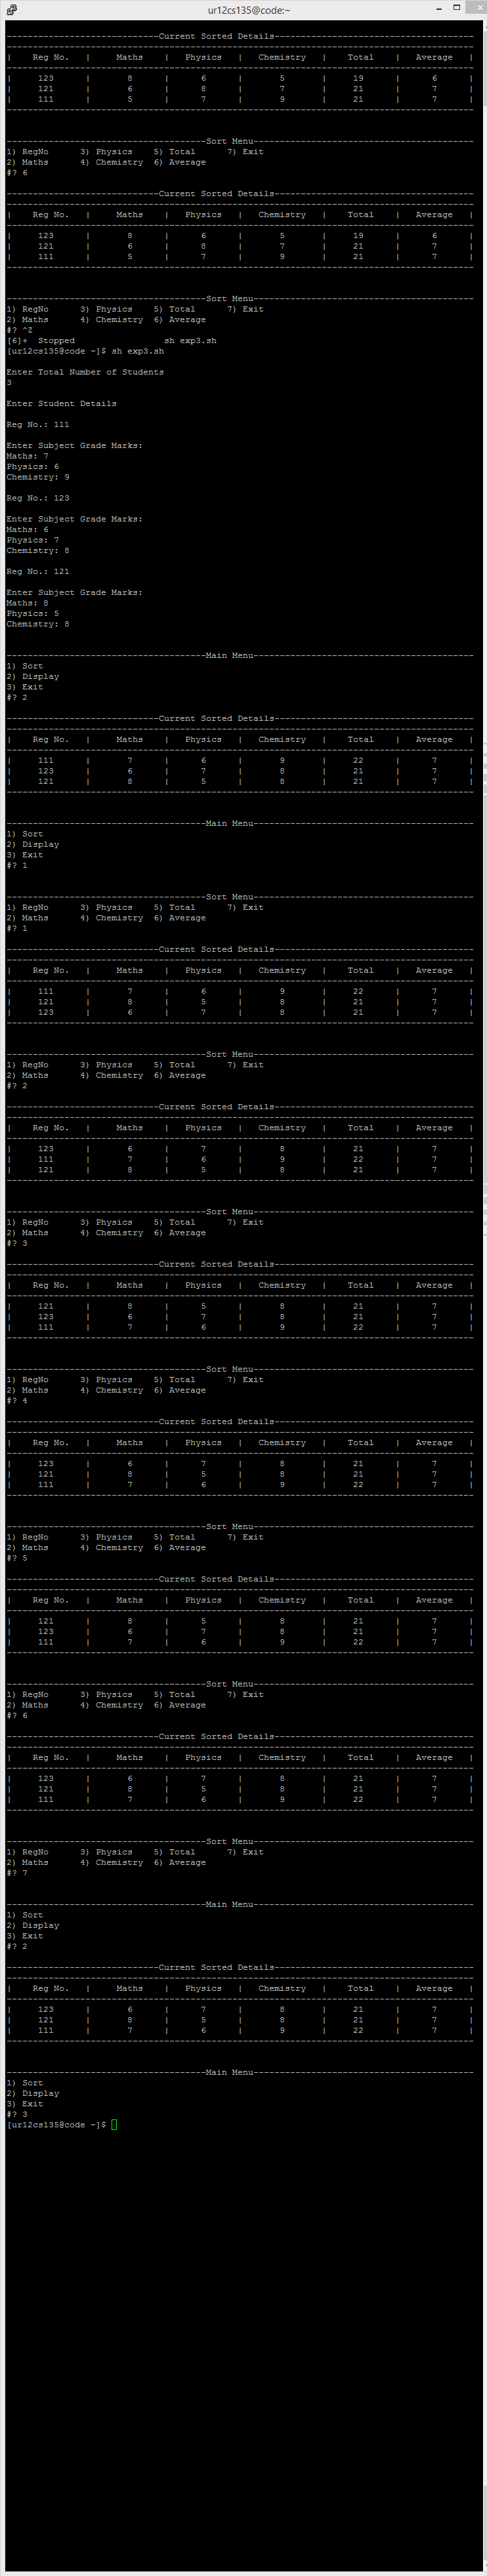 ur12cs135@code:~
-----------------------------Current Sorted Details--------------------------------------
-----------------------------------------------------------------------------------------
|    Reg No.   |     Maths    |   Physics   |   Chemistry   |    Total    |   Average   |
-----------------------------------------------------------------------------------------
|     123      |       8      |      6      |       5       |     19      |      6      |
|     121      |       6      |      8      |       7       |     21      |      7      |
|     111      |       5      |      7      |       9       |     21      |      7      |
-----------------------------------------------------------------------------------------
--------------------------------------Sort Menu------------------------------------------
1) RegNo      3) Physics    5) Total      7) Exit
2) Maths      4) Chemistry  6) Average
#? 6
-----------------------------Current Sorted Details--------------------------------------
-----------------------------------------------------------------------------------------
|    Reg No.   |     Maths    |   Physics   |   Chemistry   |    Total    |   Average   |
-----------------------------------------------------------------------------------------
|     123      |       8      |      6      |       5       |     19      |      6      |
|     121      |       6      |      8      |       7       |     21      |      7      |
|     111      |       5      |      7      |       9       |     21      |      7      |
-----------------------------------------------------------------------------------------
--------------------------------------Sort Menu------------------------------------------
1) RegNo      3) Physics    5) Total      7) Exit
2) Maths      4) Chemistry  6) Average
#? ^Z
[6]+  Stopped                 sh exp3.sh
[ur12cs135@code ~]$ sh exp3.sh
Enter Total Number of Students
3
Enter Student Details
Reg No.: 111
Enter Subject Grade Marks:
Maths: 7
Physics: 6
Chemistry: 9
Reg No.: 123
Enter Subject Grade Marks:
Maths: 6
Physics: 7
Chemistry: 8
Reg No.: 121
Enter Subject Grade Marks:
Maths: 8
Physics: 5
Chemistry: 8
--------------------------------------Main Menu------------------------------------------
1) Sort
2) Display
3) Exit
#? 2
-----------------------------Current Sorted Details--------------------------------------
-----------------------------------------------------------------------------------------
|    Reg No.   |     Maths    |   Physics   |   Chemistry   |    Total    |   Average   |
-----------------------------------------------------------------------------------------
|     111      |       7      |      6      |       9       |     22      |      7      |
|     123      |       6      |      7      |       8       |     21      |      7      |
|     121      |       8      |      5      |       8       |     21      |      7      |
-----------------------------------------------------------------------------------------
--------------------------------------Main Menu------------------------------------------
1) Sort
2) Display
3) Exit
#? 1
--------------------------------------Sort Menu------------------------------------------
1) RegNo      3) Physics    5) Total      7) Exit
2) Maths      4) Chemistry  6) Average
#? 1
-----------------------------Current Sorted Details--------------------------------------
-----------------------------------------------------------------------------------------
|    Reg No.   |     Maths    |   Physics   |   Chemistry   |    Total    |   Average   |
-----------------------------------------------------------------------------------------
|     111      |       7      |      6      |       9       |     22      |      7      |
|     121      |       8      |      5      |       8       |     21      |      7      |
|     123      |       6      |      7      |       8       |     21      |      7      |
-----------------------------------------------------------------------------------------
--------------------------------------Sort Menu------------------------------------------
1) RegNo      3) Physics    5) Total      7) Exit
2) Maths      4) Chemistry  6) Average
#? 2
-----------------------------Current Sorted Details--------------------------------------
-----------------------------------------------------------------------------------------
|    Reg No.   |     Maths    |   Physics   |   Chemistry   |    Total    |   Average   |
-----------------------------------------------------------------------------------------
|     123      |       6      |      7      |       8       |     21      |      7      |
|     111      |       7      |      6      |       9       |     22      |      7      |
|     121      |       8      |      5      |       8       |     21      |      7      |
-----------------------------------------------------------------------------------------
--------------------------------------Sort Menu------------------------------------------
1) RegNo      3) Physics    5) Total      7) Exit
2) Maths      4) Chemistry  6) Average
#? 3
-----------------------------Current Sorted Details--------------------------------------
-----------------------------------------------------------------------------------------
|    Reg No.   |     Maths    |   Physics   |   Chemistry   |    Total    |   Average   |
-----------------------------------------------------------------------------------------
|     121      |       8      |      5      |       8       |     21      |      7      |
|     123      |       6      |      7      |       8       |     21      |      7      |
|     111      |       7      |      6      |       9       |     22      |      7      |
-----------------------------------------------------------------------------------------
--------------------------------------Sort Menu------------------------------------------
1) RegNo      3) Physics    5) Total      7) Exit
2) Maths      4) Chemistry  6) Average
#? 4
-----------------------------Current Sorted Details--------------------------------------
-----------------------------------------------------------------------------------------
|    Reg No.   |     Maths    |   Physics   |   Chemistry   |    Total    |   Average   |
-----------------------------------------------------------------------------------------
|     123      |       6      |      7      |       8       |     21      |      7      |
|     121      |       8      |      5      |       8       |     21      |      7      |
|     111      |       7      |      6      |       9       |     22      |      7      |
-----------------------------------------------------------------------------------------
--------------------------------------Sort Menu------------------------------------------
1) RegNo      3) Physics    5) Total      7) Exit
2) Maths      4) Chemistry  6) Average
#? 5
-----------------------------Current Sorted Details--------------------------------------
-----------------------------------------------------------------------------------------
|    Reg No.   |     Maths    |   Physics   |   Chemistry   |    Total    |   Average   |
-----------------------------------------------------------------------------------------
|     121      |       8      |      5      |       8       |     21      |      7      |
|     123      |       6      |      7      |       8       |     21      |      7      |
|     111      |       7      |      6      |       9       |     22      |      7      |
-----------------------------------------------------------------------------------------
--------------------------------------Sort Menu------------------------------------------
1) RegNo      3) Physics    5) Total      7) Exit
2) Maths      4) Chemistry  6) Average
#? 6
-----------------------------Current Sorted Details--------------------------------------
-----------------------------------------------------------------------------------------
|    Reg No.   |     Maths    |   Physics   |   Chemistry   |    Total    |   Average   |
-----------------------------------------------------------------------------------------
|     123      |       6      |      7      |       8       |     21      |      7      |
|     121      |       8      |      5      |       8       |     21      |      7      |
|     111      |       7      |      6      |       9       |     22      |      7      |
-----------------------------------------------------------------------------------------
--------------------------------------Sort Menu------------------------------------------
1) RegNo      3) Physics    5) Total      7) Exit
2) Maths      4) Chemistry  6) Average
#? 7
--------------------------------------Main Menu------------------------------------------
1) Sort
2) Display
3) Exit
#? 2
-----------------------------Current Sorted Details--------------------------------------
-----------------------------------------------------------------------------------------
|    Reg No.   |     Maths    |   Physics   |   Chemistry   |    Total    |   Average   |
-----------------------------------------------------------------------------------------
|     123      |       6      |      7      |       8       |     21      |      7      |
|     121      |       8      |      5      |       8       |     21      |      7      |
|     111      |       7      |      6      |       9       |     22      |      7      |
-----------------------------------------------------------------------------------------
--------------------------------------Main Menu------------------------------------------
1) Sort
2) Display
3) Exit
#? 3
[ur12cs135@code ~]$